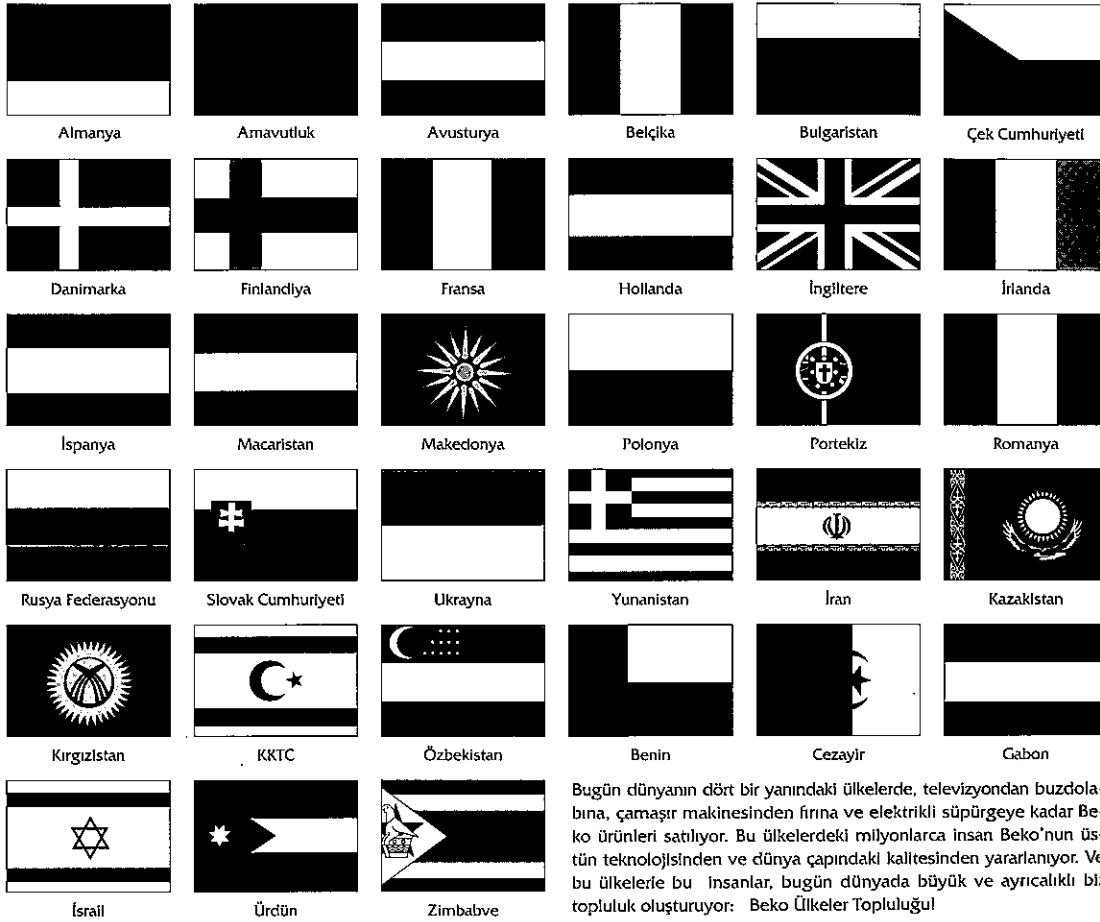 Almanya Arnavutluk Avusturya Belçika Bulgaristan Çek Cumhuriyeti
Danimarka Finlandiya Fransa Hollanda İngiltere İrlanda
İspanya Macaristan Makedonya Polonya Portekiz Romanya
Rusya Federasyonu Slovak Cumhuriyeti Ukrayna Yunanistan İran Kazakistan
Kırgızistan KKTC Özbekistan Benin Cezayir Gabon
İsrail Ürdün Zimbabve
Bugün dünyanın dört bir yanındaki ülkelerde, televizyondan buzdola-
bına, çamaşır makinesinden fırına ve elektrikli süpürgeye kadar Be-
ko ürünleri satılıyor. Bu ülkelerdeki milyonlarca insan Beko'nun üs-
tün teknolojisinden ve dünya çapındaki kalitesinden yararlanıyor. Ve
bu ülkelerle bu insanlar, bugün dünyada büyük ve ayrıcalıklı bir
topluluk oluşturuyor: Beko Ülkeler Topluluğu!